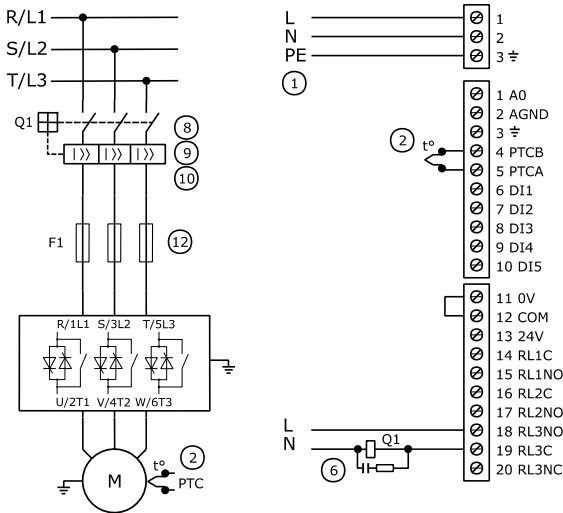 R/L1
S/L2
T/L3
Q1
8
I>>
I>>
I>>
9
10
F1
12
R/1L1 S/3L2 T/5L3
U/2T1 V/4T2 W/6T3
M
t°
2
PTC
L
N
PE
1
1
2
3
1 A0
2 AGND
3
4 PTCB
5 PTCA
6 DI1
7 DI2
8 DI3
9 DI4
10 DI5
2
t°
11 0V
12 COM
13 24V
14 RL1C
15 RL1NO
16 RL2C
17 RL2NO
18 RL3NO
19 RL3C
20 RL3NC
L
N
Q1
6